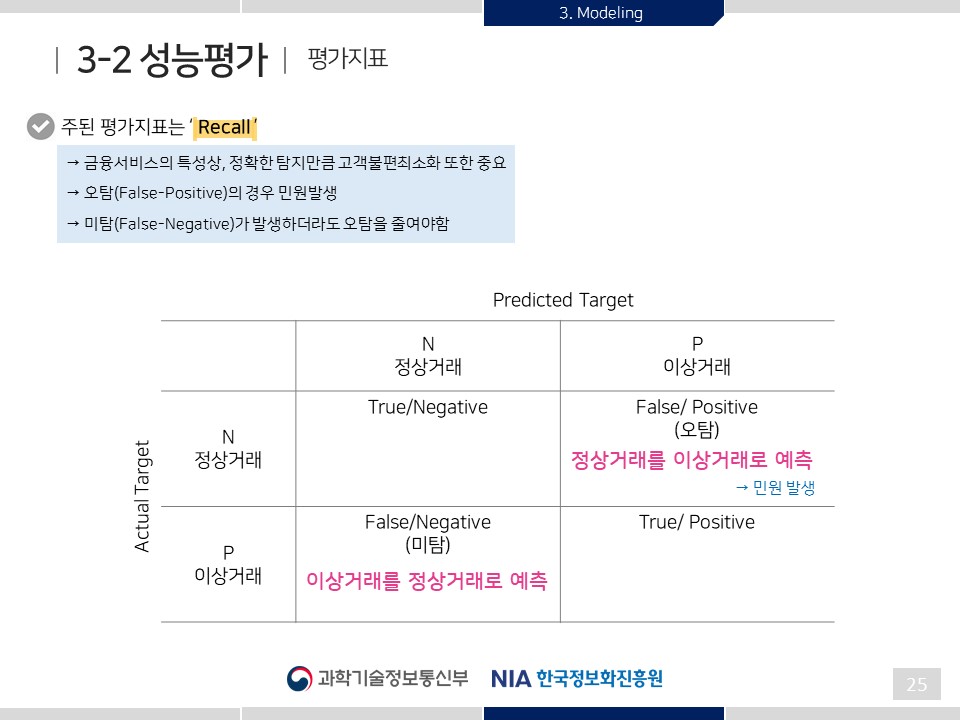 3. Modeling
3-2 성능평가
평가지표
주된 평가지표는 ‘Recall‘
→ 금융서비스의 특성상, 정확한 탐지만큼 고객불편최소화 또한 중요
→ 오탐(False-Positive)의 경우 민원발생
→ 미탐(False-Negative)가 발생하더라도 오탐을 줄여야함
Predicted Target
N
정상거래
P
이상거래
Actual Target
N
정상거래
True/Negative
False/ Positive
(오탐)
정상거래를 이상거래로 예측
→ 민원 발생
P
이상거래
False/Negative
(미탐)
이상거래를 정상거래로 예측
True/ Positive
과학기술정보통신부
NIA 한국정보화진흥원
25